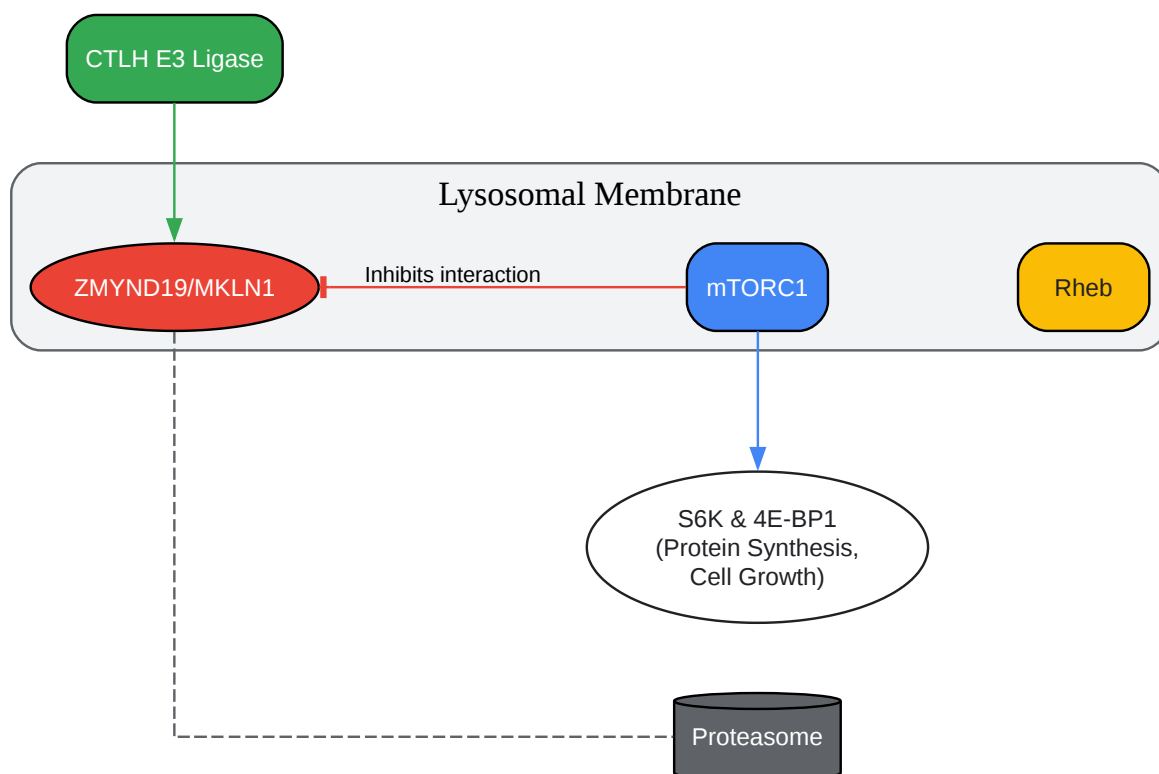 CTLH E3 Ligase
Lysosomal Membrane
ZMYND19/MKLN1
Inhibits interaction
mTORC1
Rheb
S6K & 4E-BP1
(Protein Synthesis,
Cell Growth)
Proteasome